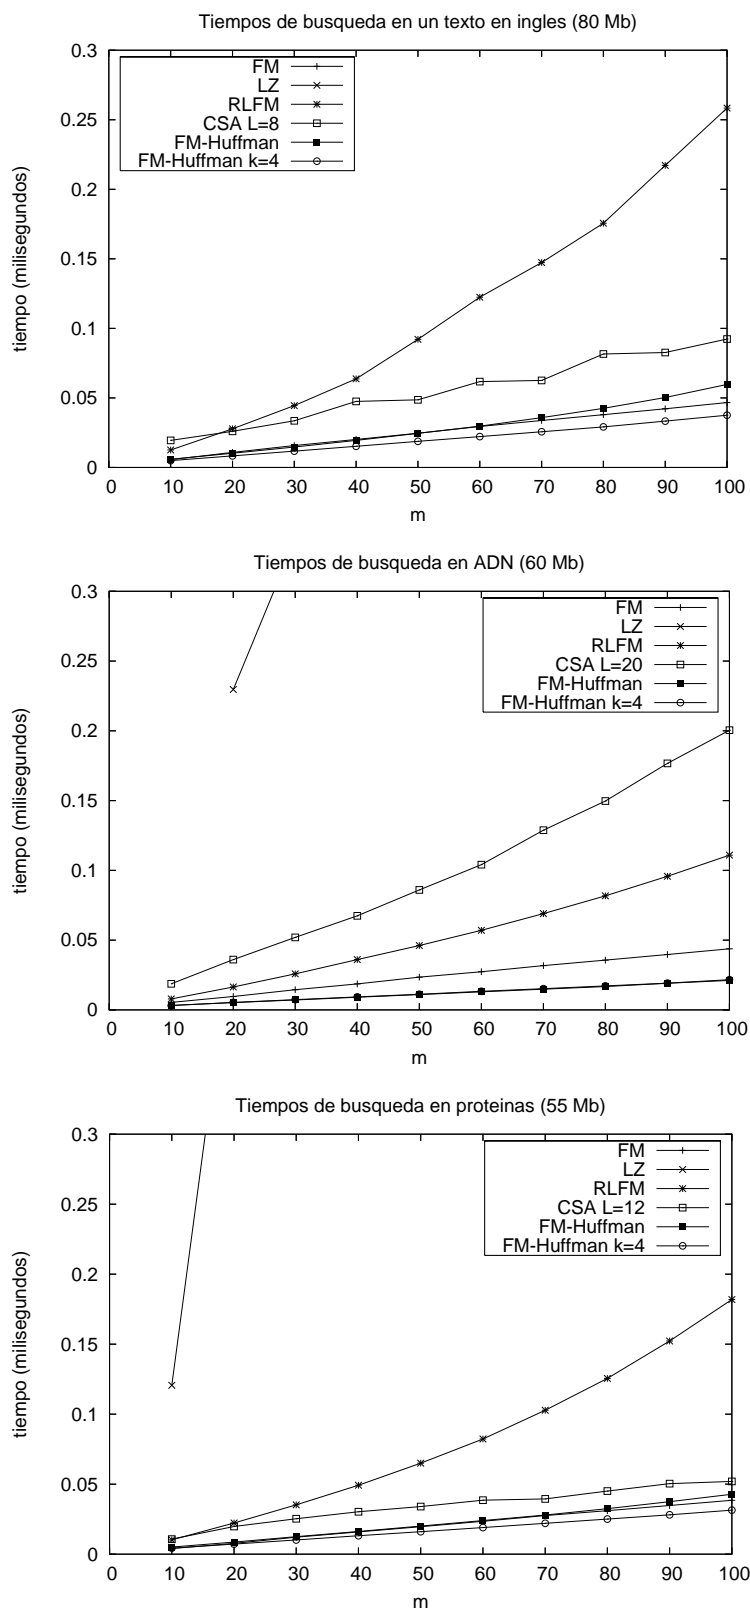 Tiempos de busqueda en un texto en ingles (80 Mb)
0.3
FM
LZ
RLFM
CSA L=8
FM-Huffman
FM-Huffman k=4
0.25
0.2
0.15
0.1
0.05
0
tiempo (milisegundos)
0 10 20 30 40 50 60 70 80 90 100
m
Tiempos de busqueda en ADN (60 Mb)
0.3
FM
LZ
RLFM
CSA L=20
FM-Huffman
FM-Huffman k=4
0.25
0.2
0.15
0.1
0.05
0
tiempo (milisegundos)
0 10 20 30 40 50 60 70 80 90 100
m
Tiempos de busqueda en proteinas (55 Mb)
0.3
FM
LZ
RLFM
CSA L=12
FM-Huffman
FM-Huffman k=4
0.25
0.2
0.15
0.1
0.05
0
tiempo (milisegundos)
0 10 20 30 40 50 60 70 80 90 100
m